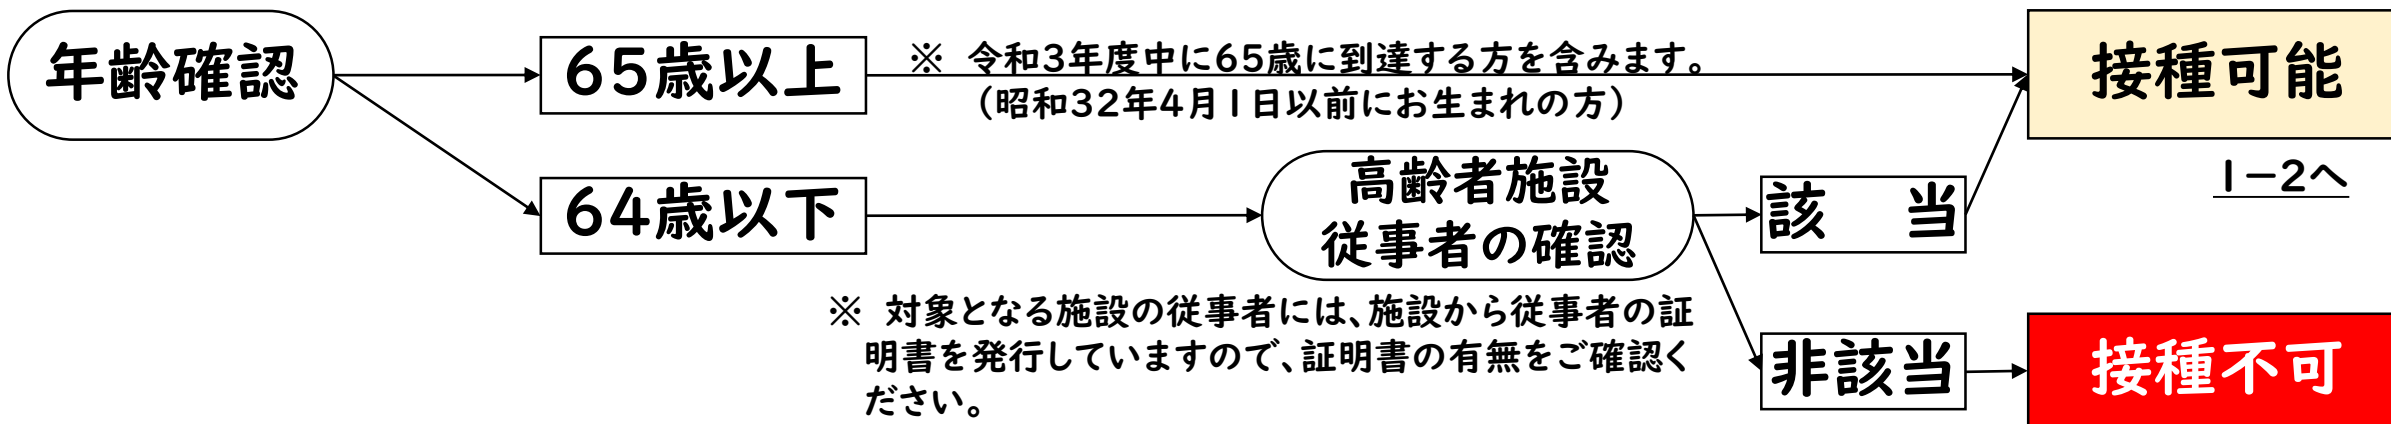 年齢確認
65歳以上
※ 令和3年度中に65歳に到達する方を含みます。
(昭和32年4月1日以前にお生まれの方)
接種可能
1-2へ
64歳以下
高齢者施設
従事者の確認
該 当
※ 対象となる施設の従事者には、施設から従事者の証
明書を発行していますので、証明書の有無をご確認く
ださい。
非該当
接種不可